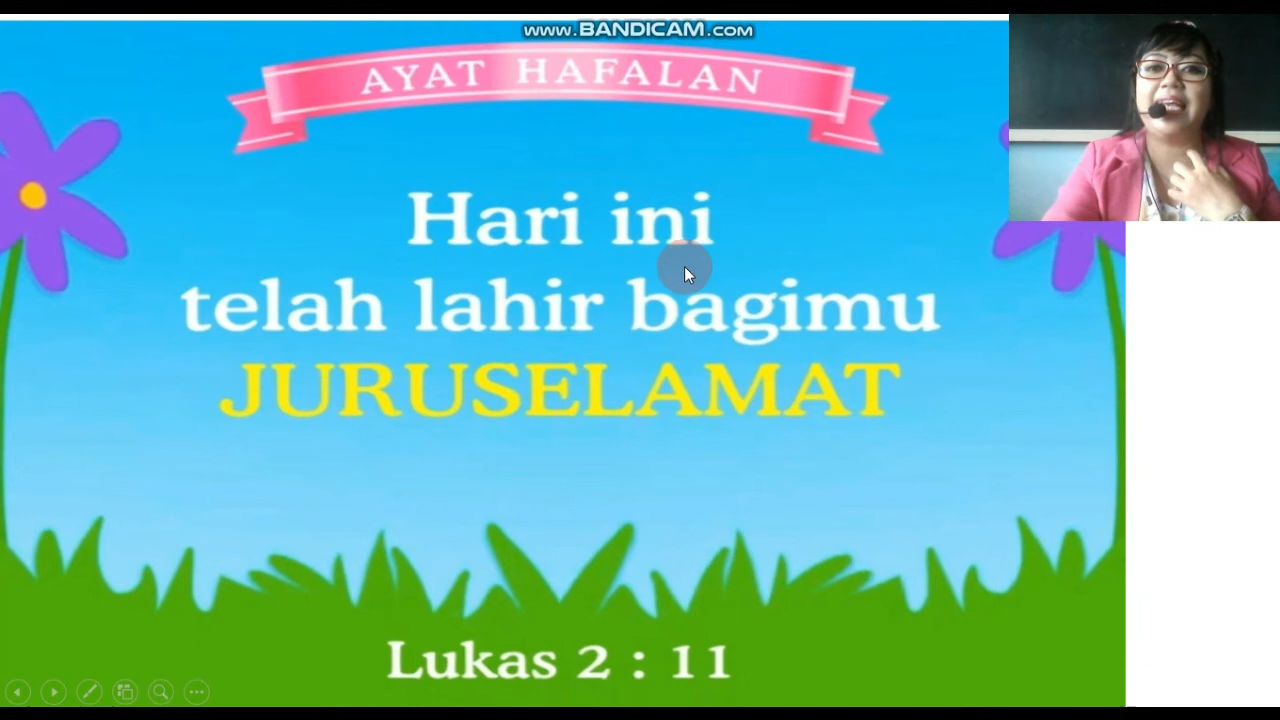 www.BANDICAM.com
AYAT HAFALAN
Hari ini
telah lahir bagimu
JURUSELAMAT
Lukas 2 : 11